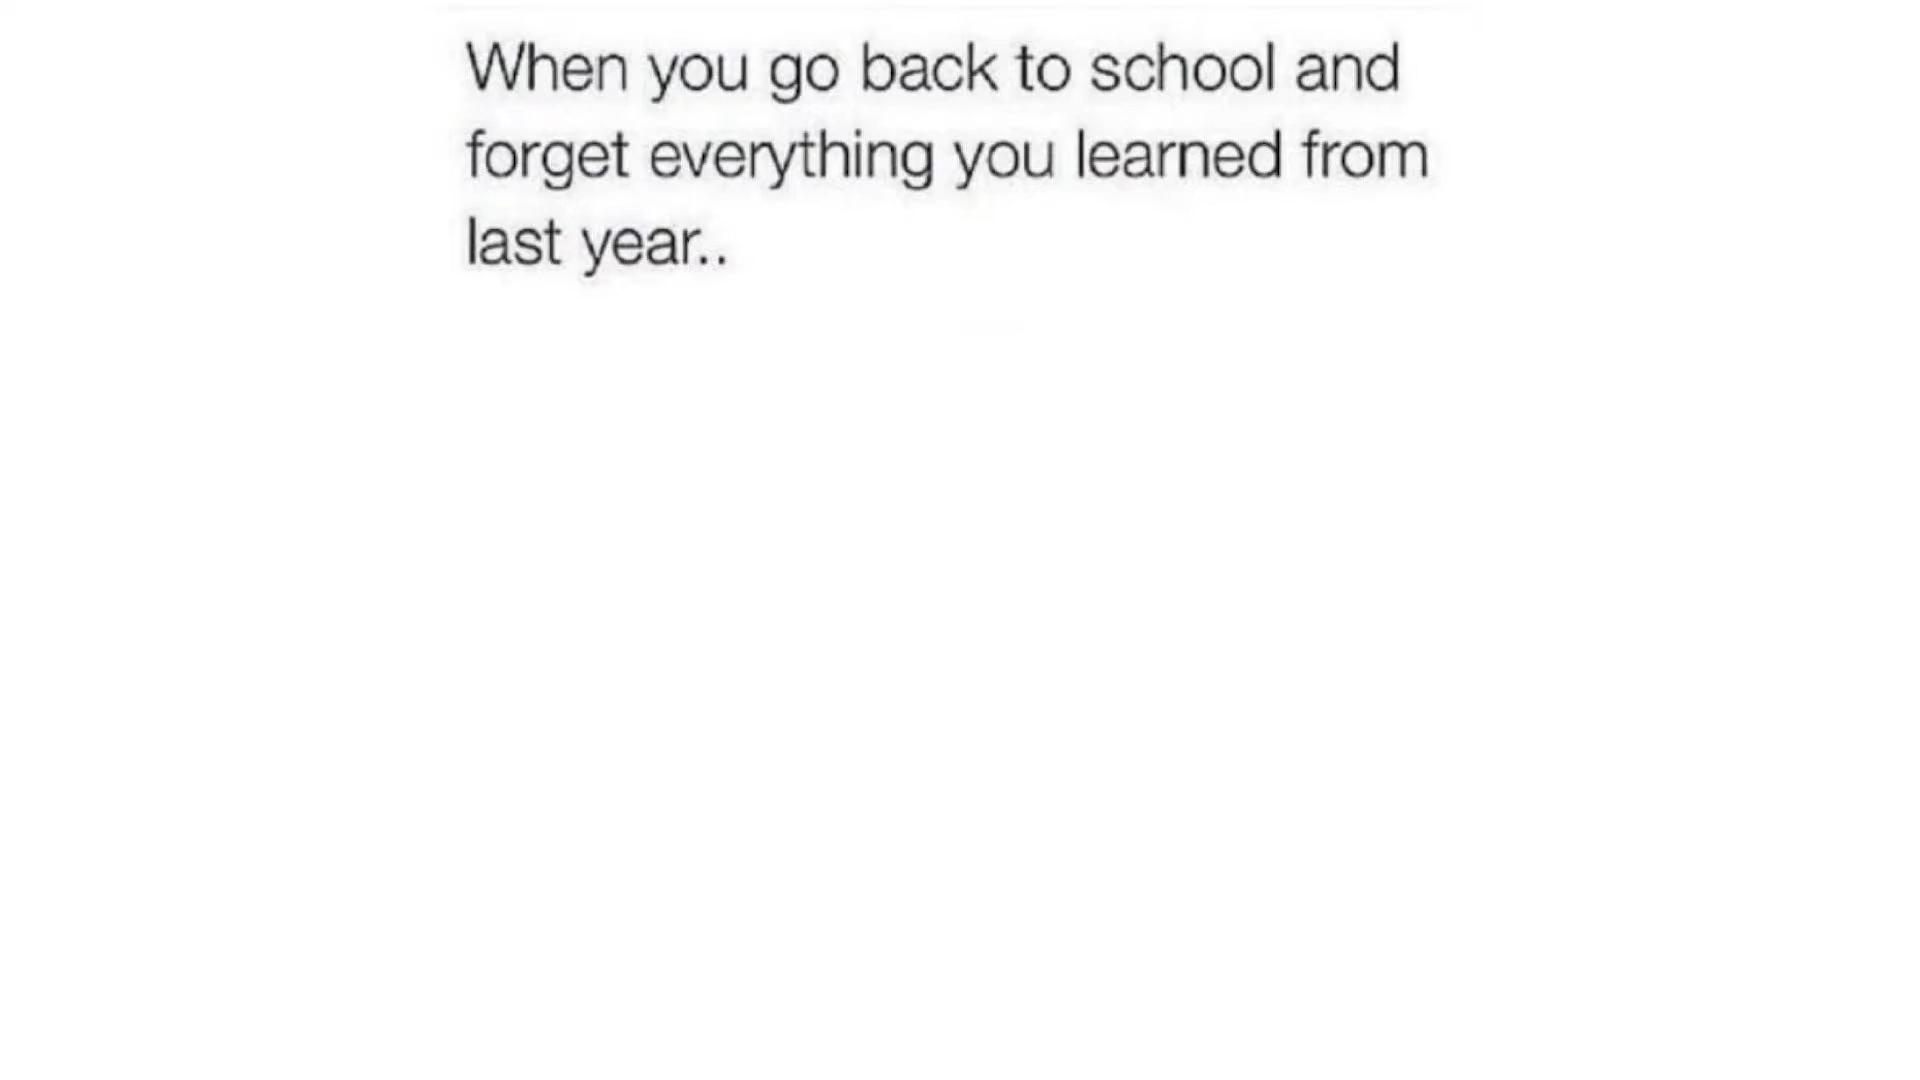 When you go back to school and
forget everything you learned from
last year..